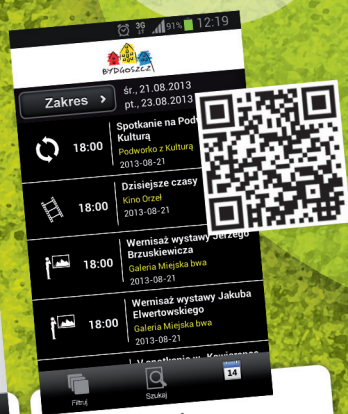 3G 91% 12:19
BYDGOSZCZ
Zakres >
śr., 21.08.2013
pt., 23.08.2013
18:00
Spotkanie na
Kulturą
Podworko z Kulturą
2013-08-21
18:00
Dzisiejsze czasy
Kino Orzeł
2013-08-21
18:00
Wernisaż wystawy Jerzego
Brzuskiewicza
Galeria Miejska bwa
2013-08-21
18:00
Wernisaż wystawy Jakuba
Elwertowskiego
Galeria Miejska bwa
2013-08-21
Filtruj
Szukaj
14